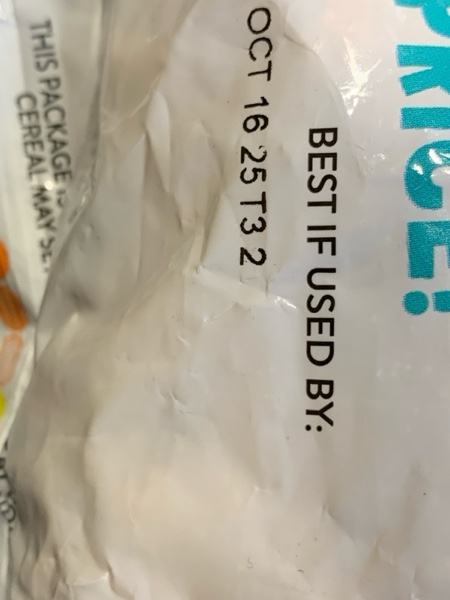 PRICE!
BEST IF USED BY:
OCT 16 25 T3 2
THIS PACKAGE
CEREAL MAY